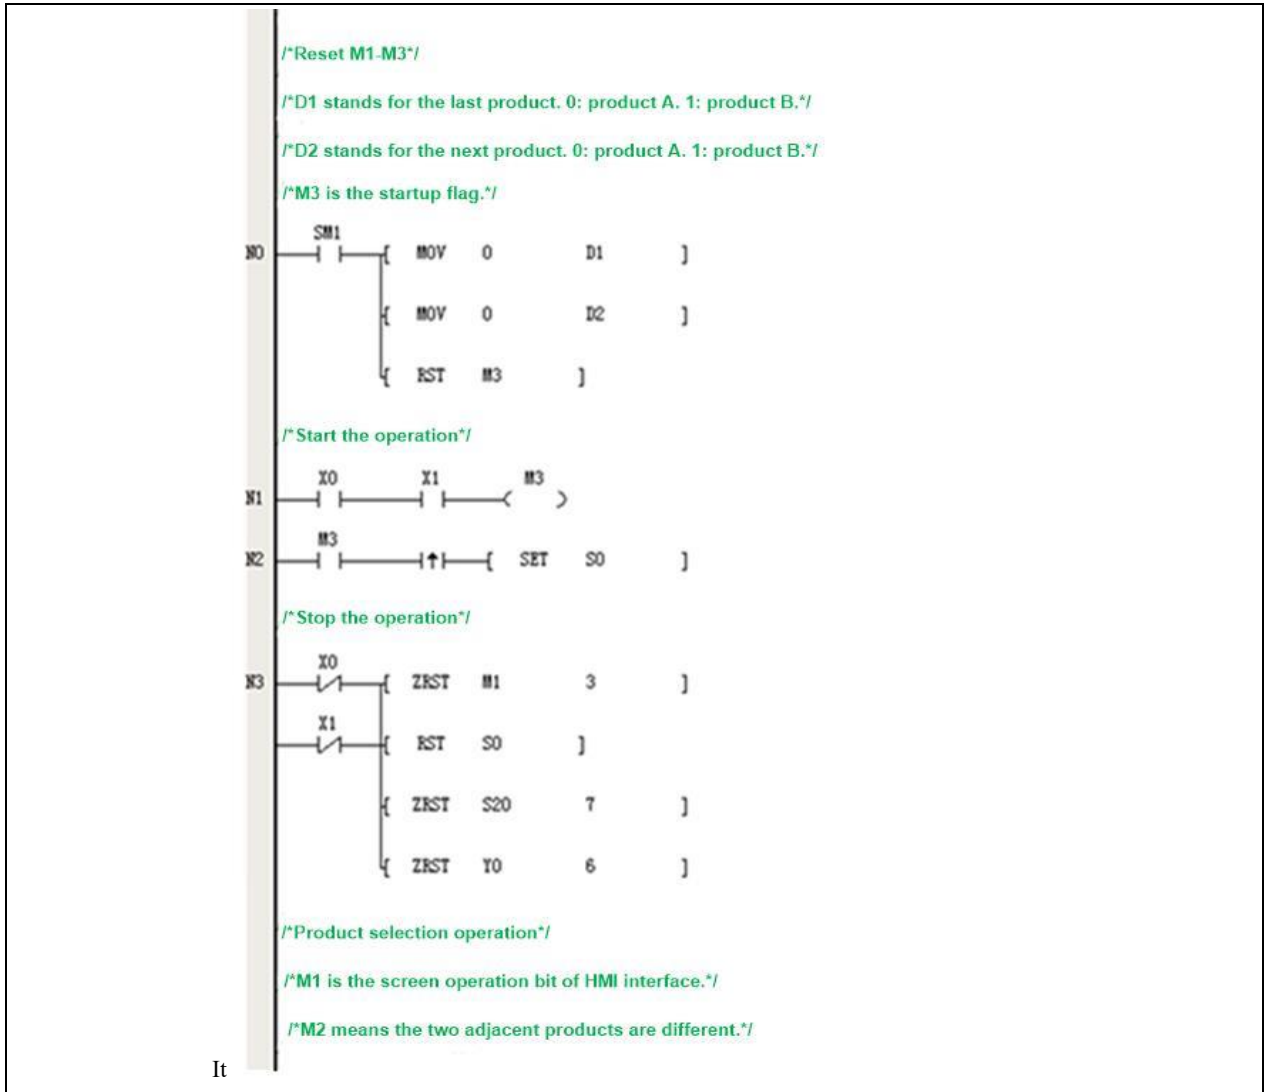 /*Reset M1-M3*/
/*D1 stands for the last product. 0: product A. 1: product B.*/
/*D2 stands for the next product. 0: product A. 1: product B.*/
/*M3 is the startup flag.*/
SM1
N0 [ MOV 0 D1 ]
[ MOV 0 D2 ]
[ RST M3 ]
/*Start the operation*/
X0 X1 M3
N1 ( )
M3
N2 [ SET S0 ]
/*Stop the operation*/
X0
N3 [ ZRST M1 3 ]
X1
[ RST S0 ]
[ ZRST S20 7 ]
[ ZRST Y0 6 ]
/*Product selection operation*/
/*M1 is the screen operation bit of HMI interface.*/
/*M2 means the two adjacent products are different.*/
It